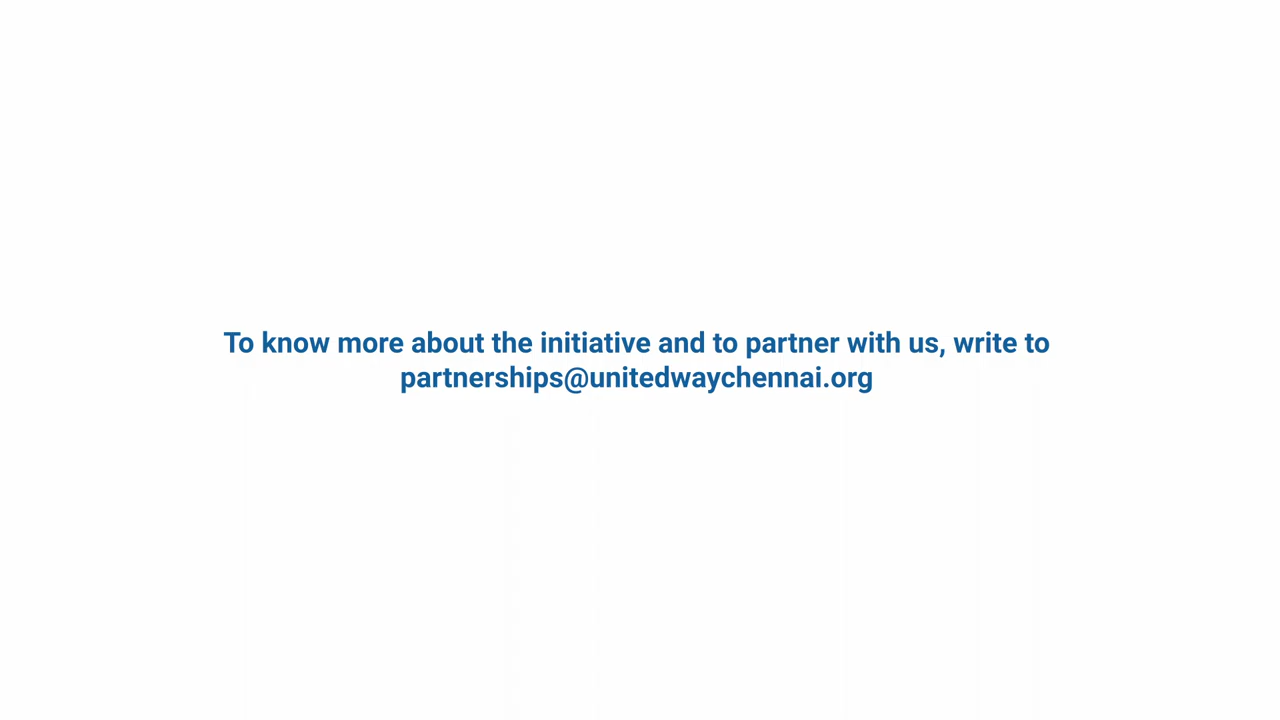 To know more about the initiative and to partner with us, write to
partnerships@unitedwaychennai.org